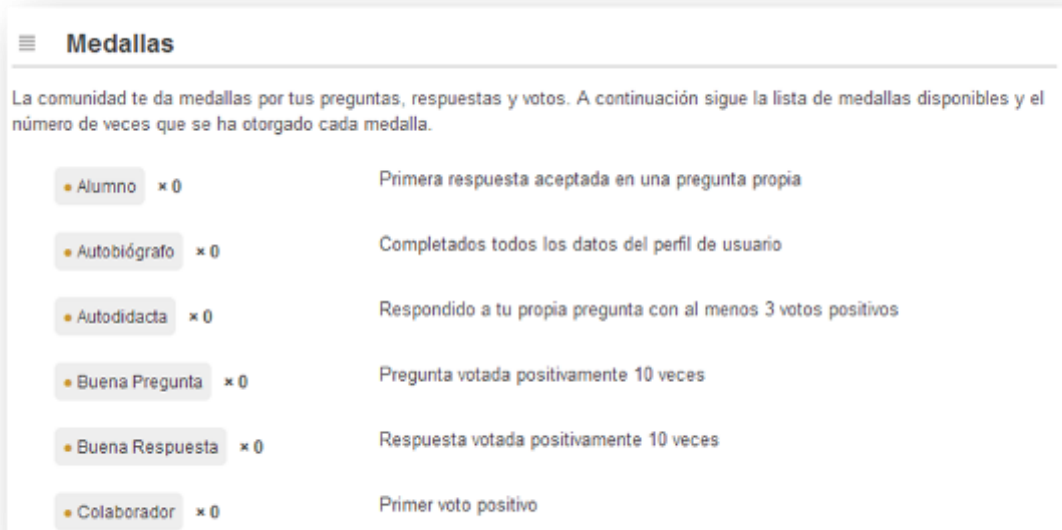 Medallas
La comunidad te da medallas por tus preguntas, respuestas y votos. A continuación sigue la lista de medallas disponibles y el
número de veces que se ha otorgado cada medalla.
• Alumno × 0 Primera respuesta aceptada en una pregunta propia
• Autobiógrafo × 0 Completados todos los datos del perfil de usuario
• Autodidacta × 0 Respondido a tu propia pregunta con al menos 3 votos positivos
• Buena Pregunta × 0 Pregunta votada positivamente 10 veces
• Buena Respuesta × 0 Respuesta votada positivamente 10 veces
• Colaborador × 0 Primer voto positivo